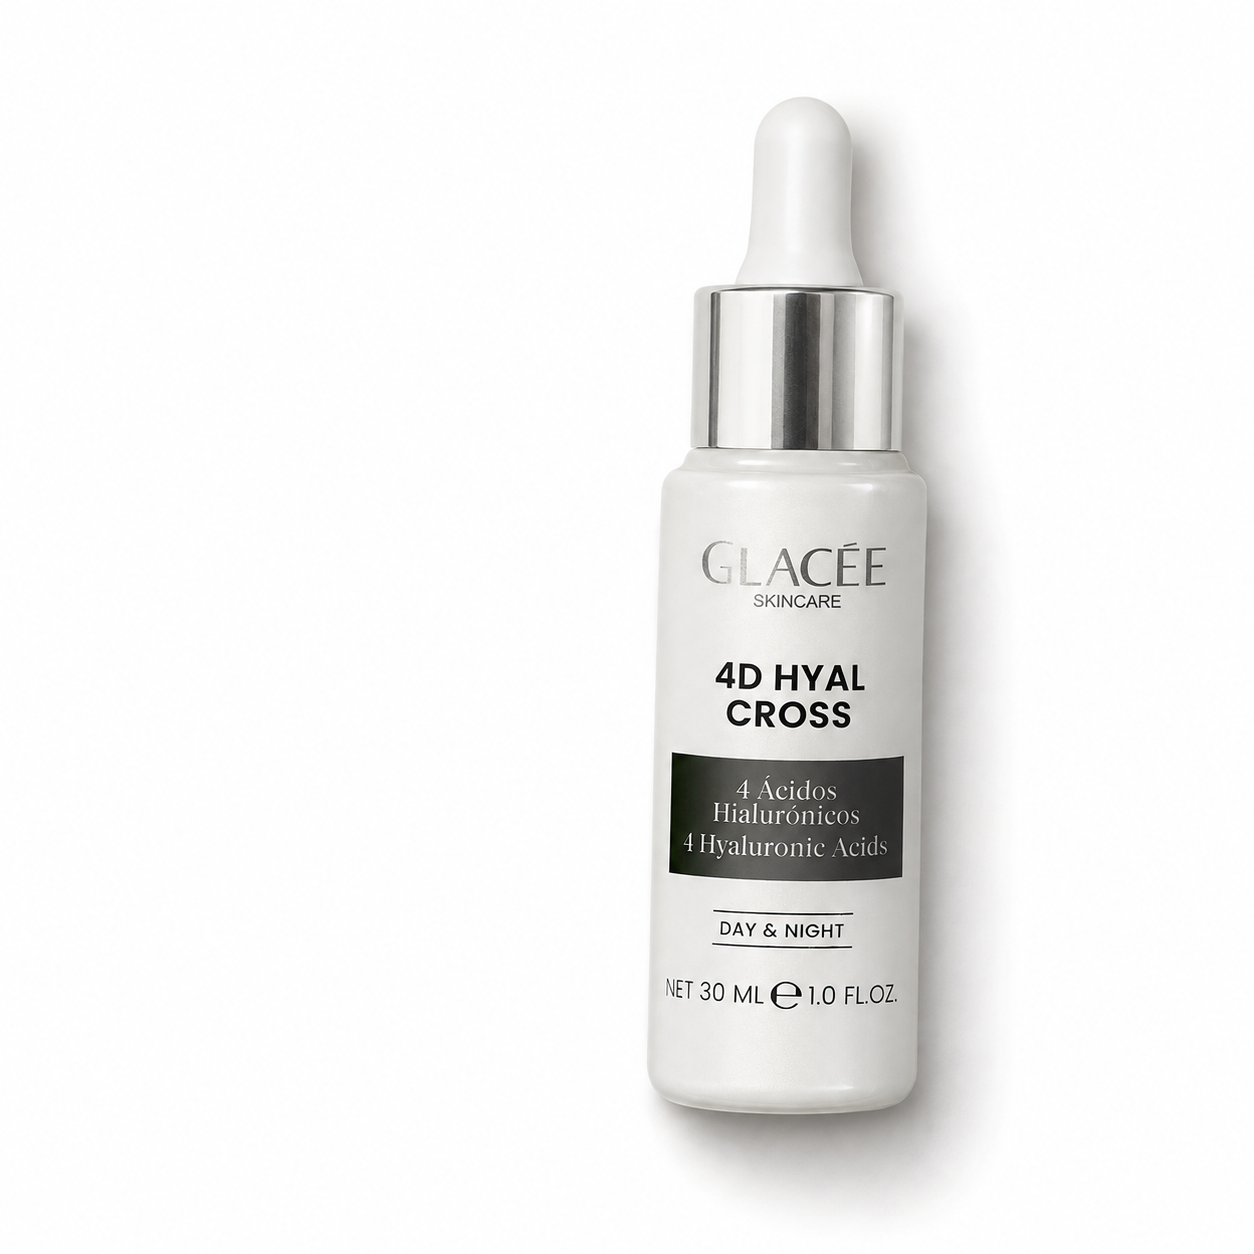 GLACÉE
SKINCARE
4D HYAL
CROSS
4 Ácidos
Hialurónicos
4 Hyaluronic Acids
DAY & NIGHT
NET 30 ML ℮ 1.0 FL.OZ.